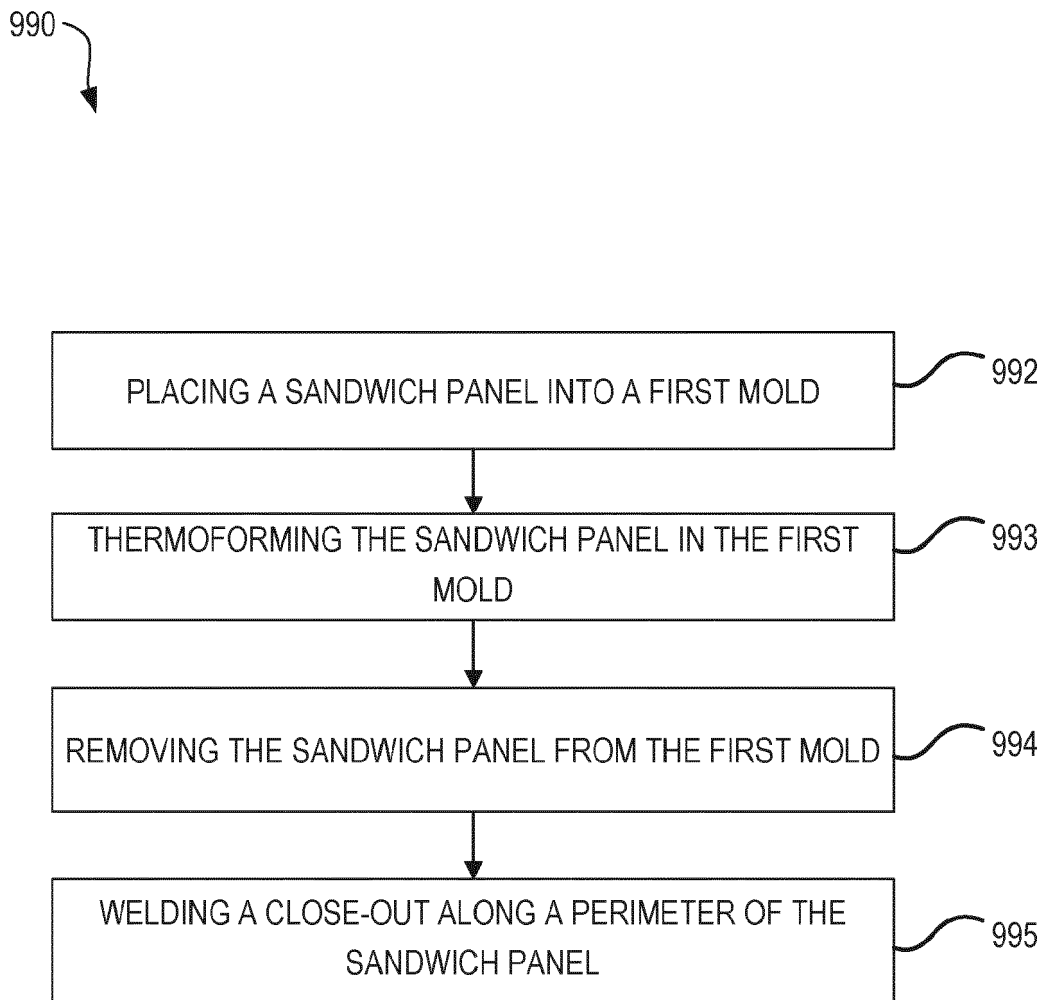 990
PLACING A SANDWICH PANEL INTO A FIRST MOLD
992
THERMOFORMING THE SANDWICH PANEL IN THE FIRST
MOLD
993
REMOVING THE SANDWICH PANEL FROM THE FIRST MOLD
994
WELDING A CLOSE-OUT ALONG A PERIMETER OF THE
SANDWICH PANEL
995